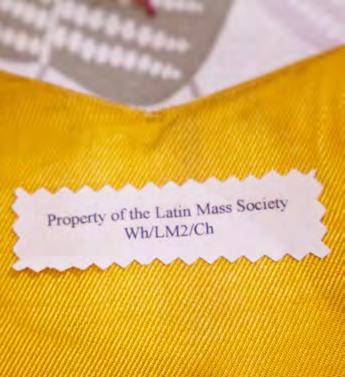 Property of the Latin Mass Society
Wh/LM2/Ch